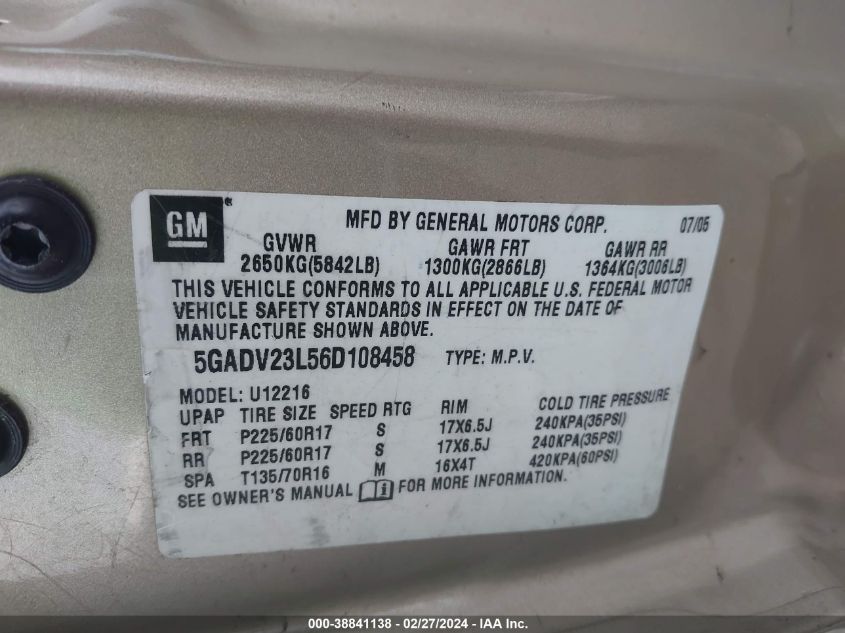 GM ®
MFD BY GENERAL MOTORS CORP. 07/05
GVWR GAWR FRT GAWR RR
2650KG(5842LB) 1300KG(2866LB) 1364KG(3006LB)
THIS VEHICLE CONFORMS TO ALL APPLICABLE U.S. FEDERAL MOTOR
VEHICLE SAFETY STANDARDS IN EFFECT ON THE DATE OF
MANUFACTURE SHOWN ABOVE.
5GADV23L56D108458 TYPE: M.P.V.
MODEL: U12216
UPAP TIRE SIZE SPEED RTG RIM COLD TIRE PRESSURE
FRT P225/60R17 S 17X6.5J 240KPA(35PSI)
RR P225/60R17 S 17X6.5J 240KPA(35PSI)
SPA T135/70R16 M 16X4T 420KPA(60PSI)
SEE OWNER'S MANUAL i FOR MORE INFORMATION.
000-38841138 - 02/27/2024 - IAA Inc.